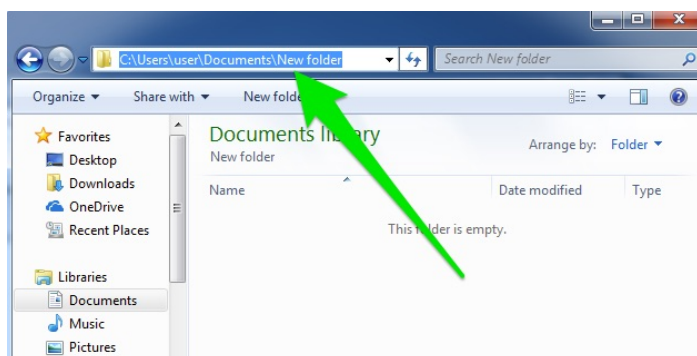 C:\Users\user\Documents\New folder
Search New folder
Organize
Share with
New folde
Favorites
Desktop
Downloads
OneDrive
Recent Places
Libraries
Documents
Music
Pictures
Documents library
New folder
Arrange by: Folder
Name
Date modified
Type
This folder is empty.